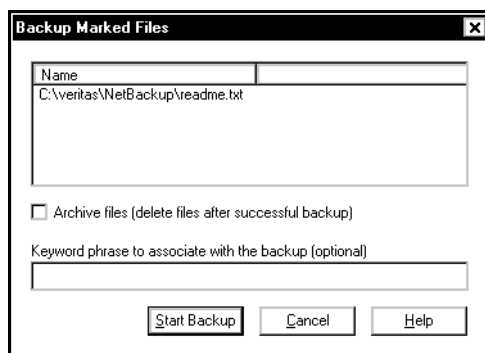 Backup Marked Files
Name
C:\veritas\NetBackup\readme.txt
Archive files (delete files after successful backup)
Keyword phrase to associate with the backup (optional)
Start Backup Cancel Help